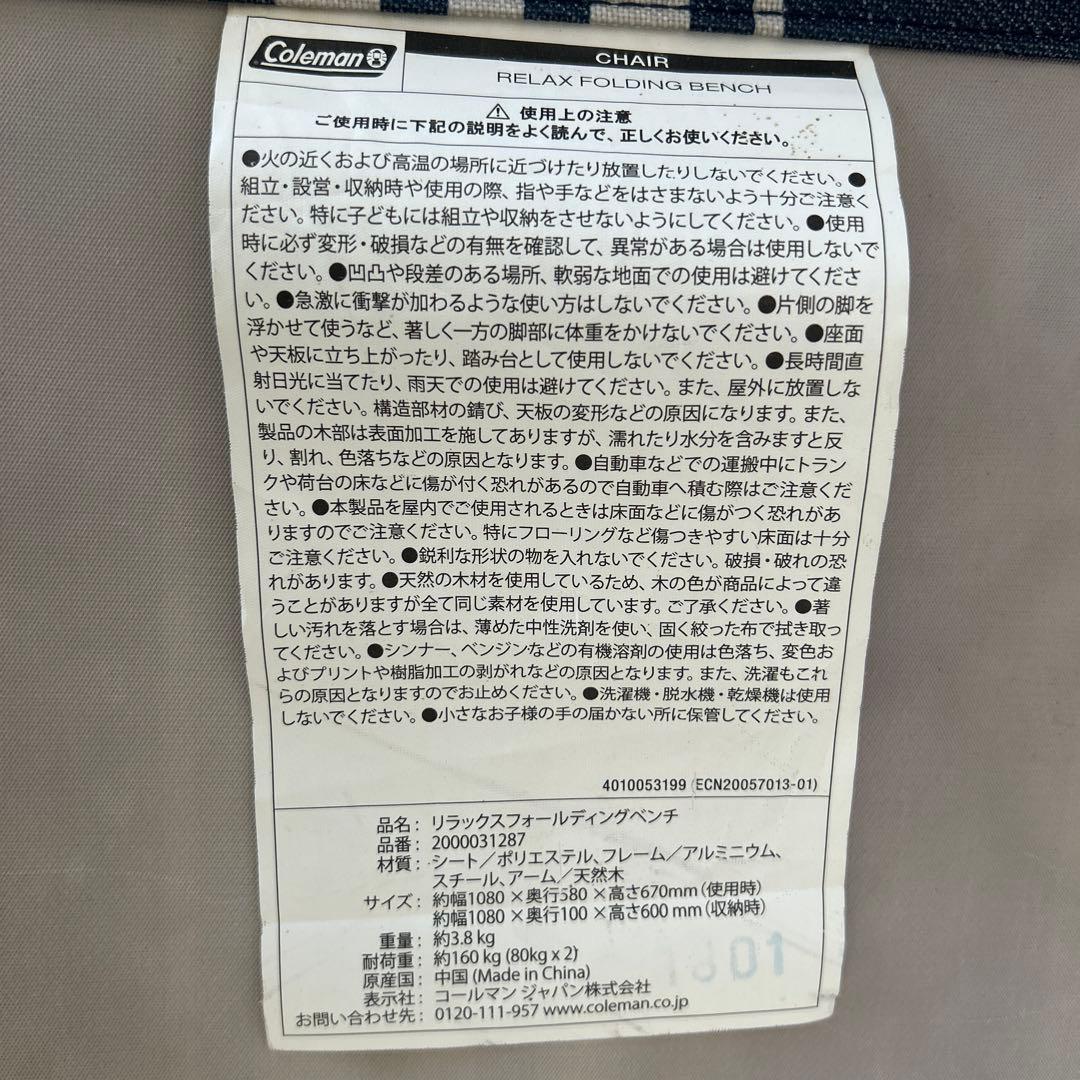 Coleman
CHAIR
RELAX FOLDING BENCH
⚠ 使用上の注意
ご使用時に下記の説明をよく読んで、正しくお使いください。
●火の近くおよび高温の場所に近づけたり放置したりしないでください。●
組立・設営・収納時や使用の際、指や手などをはさまないよう十分ご注意く
ださい。特に子どもには組立や収納をさせないようにしてください。●使用
時に必ず変形・破損などの有無を確認して、異常がある場合は使用しないで
ください。●凹凸や段差のある場所、軟弱な地面での使用は避けてくださ
い。●急激に衝撃が加わるような使い方はしないでください。●片側の脚を
浮かせて使うなど、著しく一方の脚部に体重をかけないでください。●座面
や天板に立ち上がったり、踏み台として使用しないでください。●長時間直
射日光に当てたり、雨天での使用は避けてください。また、屋外に放置しな
いでください。構造部材の錆び、天板の変形などの原因になります。また、
製品の木部は表面加工を施してありますが、濡れたり水分を含みますと反
り、割れ、色落ちなどの原因となります。●自動車などでの運搬中にトラン
クや荷台の床などに傷が付く恐れがあるので自動車へ積む際はご注意くだ
さい。●本製品を屋内でご使用されるときは床面などに傷がつく恐れがあ
りますのでご注意ください。特にフローリングなど傷つきやすい床面は十分
ご注意ください。●鋭利な形状の物を入れないでください。破損・破れの恐
れがあります。●天然の木材を使用しているため、木の色が商品によって違
うことがありますが全て同じ素材を使用しています。ご了承ください。●著
しい汚れを落とす場合は、薄めた中性洗剤を使い、固く絞った布で拭き取っ
てください。●シンナー、ベンジンなどの有機溶剤の使用は色落ち、変色お
よびプリントや樹脂加工の剥がれなどの原因となります。また、洗濯もこれ
らの原因となりますのでお止めください。●洗濯機・脱水機・乾燥機は使用
しないでください。●小さなお子様の手の届かない所に保管してください。
4010053199 (ECN20057013-01)
品名： リラックスフォールディングベンチ
品番： 2000031287
材質： シート／ポリエステル、フレーム／アルミニウム、
スチール、アーム／天然木
サイズ： 約幅1080×奥行580×高さ670mm（使用時）
約幅1080×奥行100×高さ600 mm（収納時）
重量： 約3.8 kg
耐荷重： 約160 kg (80kg x 2)
原産国： 中国 (Made in China)
表示社： コールマン ジャパン株式会社
お問い合わせ先： 0120-111-957 www.coleman.co.jp